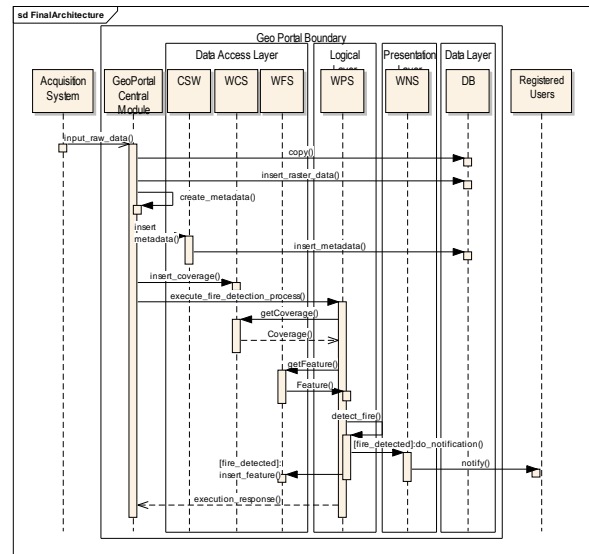 sd FinalArchitecture
Geo Portal Boundary
Data Access Layer
Logical
Layer
Presentation
Layer
Data Layer
Acquisition
System
GeoPortal
Central
Module
CSW
WCS
WFS
WPS
WNS
DB
Registered
Users
input_raw_data()
copy()
insert_raster_data()
create_metadata()
insert
metadata()
insert_metadata()
insert_coverage()
execute_fire_detection_process()
getCoverage()
Coverage()
getFeature()
Feature()
detect_fire()
[fire_detected]:do_notification()
notify()
[fire_detected]:
insert_feature()
execution_response()